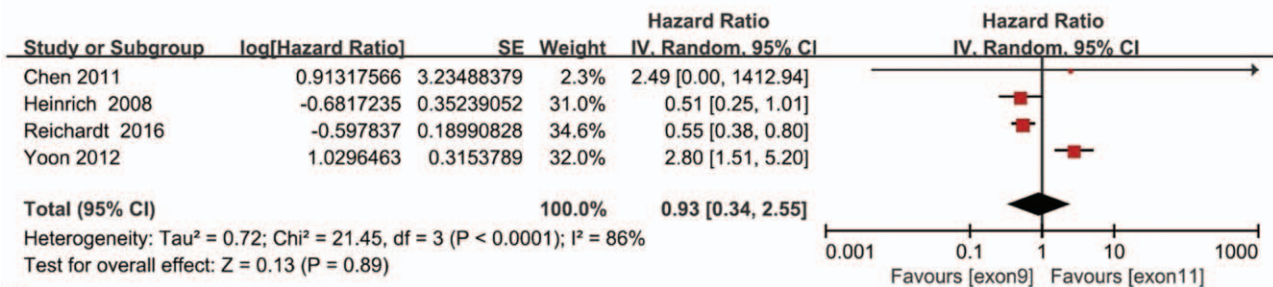 Hazard Ratio Hazard Ratio
Study or Subgroup log[Hazard Ratio] SE Weight IV. Random. 95% CI IV. Random. 95% CI
Chen 2011 0.91317566 3.23488379 2.3% 2.49 [0.00, 1412.94]
Heinrich 2008 -0.6817235 0.35239052 31.0% 0.51 [0.25, 1.01]
Reichardt 2016 -0.597837 0.18990828 34.6% 0.55 [0.38, 0.80]
Yoon 2012 1.0296463 0.3153789 32.0% 2.80 [1.51, 5.20]
Total (95% CI) 100.0% 0.93 [0.34, 2.55]
Heterogeneity: Tau² = 0.72; Chi² = 21.45, df = 3 (P < 0.0001); I² = 86%
Test for overall effect: Z = 0.13 (P = 0.89)
0.001 0.1 1 10 1000
Favours [exon9] Favours [exon11]